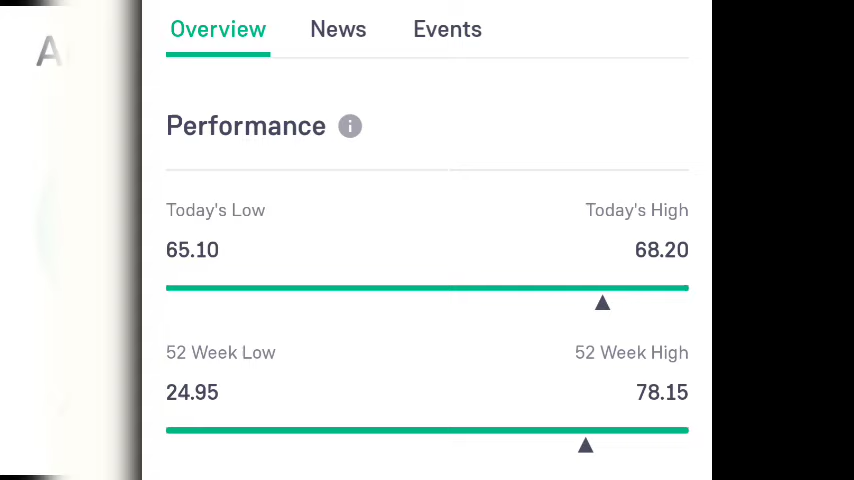 Overview News Events
Performance
Today's Low Today's High
65.10 68.20
52 Week Low 52 Week High
24.95 78.15